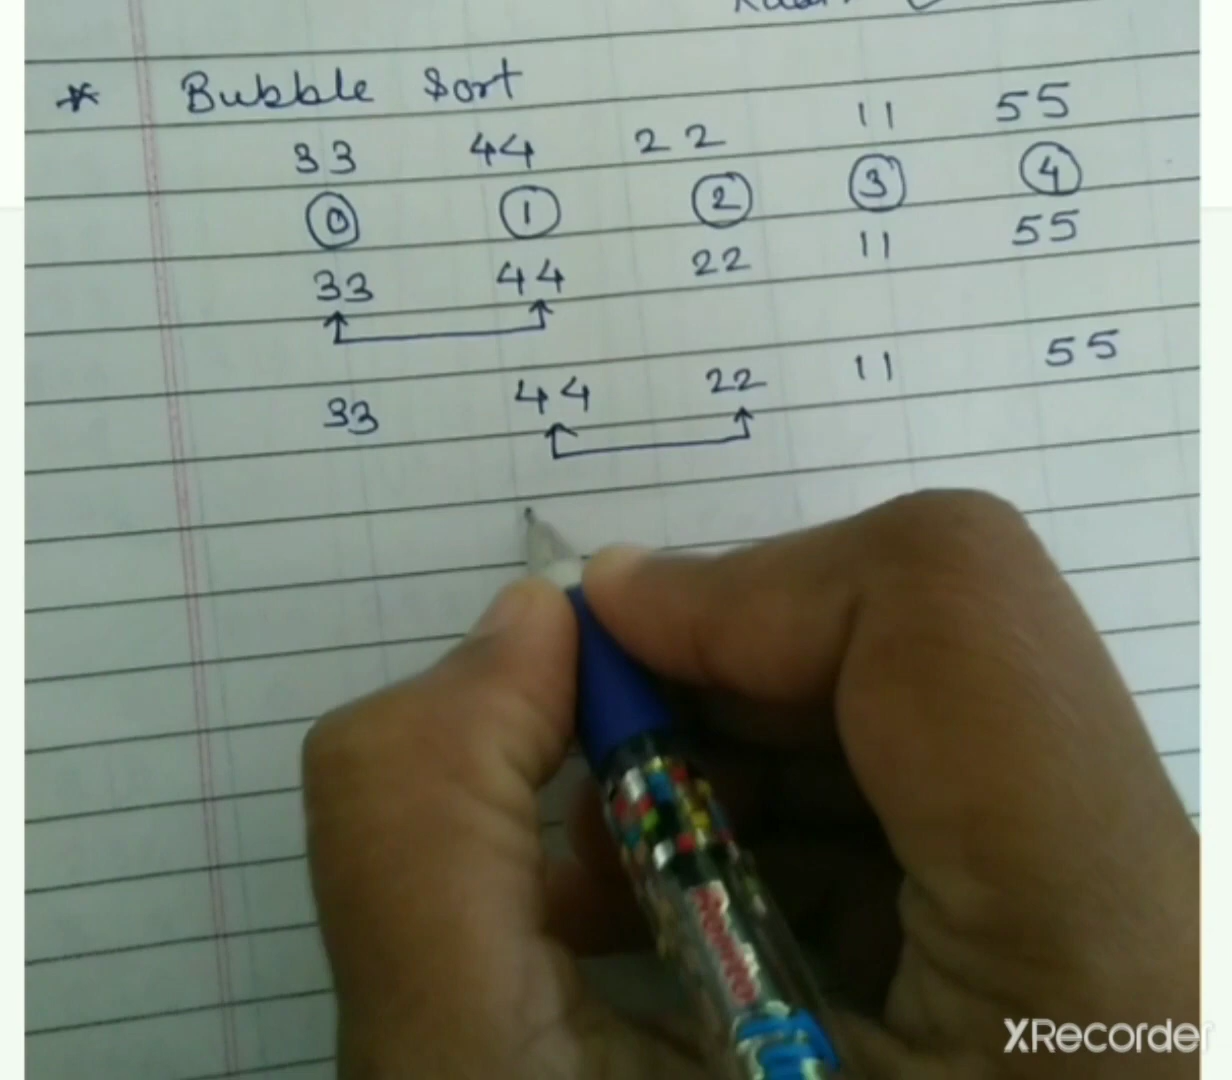 * Bubble Sort
33 44 22 11 55
0 1 2 3 4
33 44 22 11 55
33 44 22 11 55
XRecorder